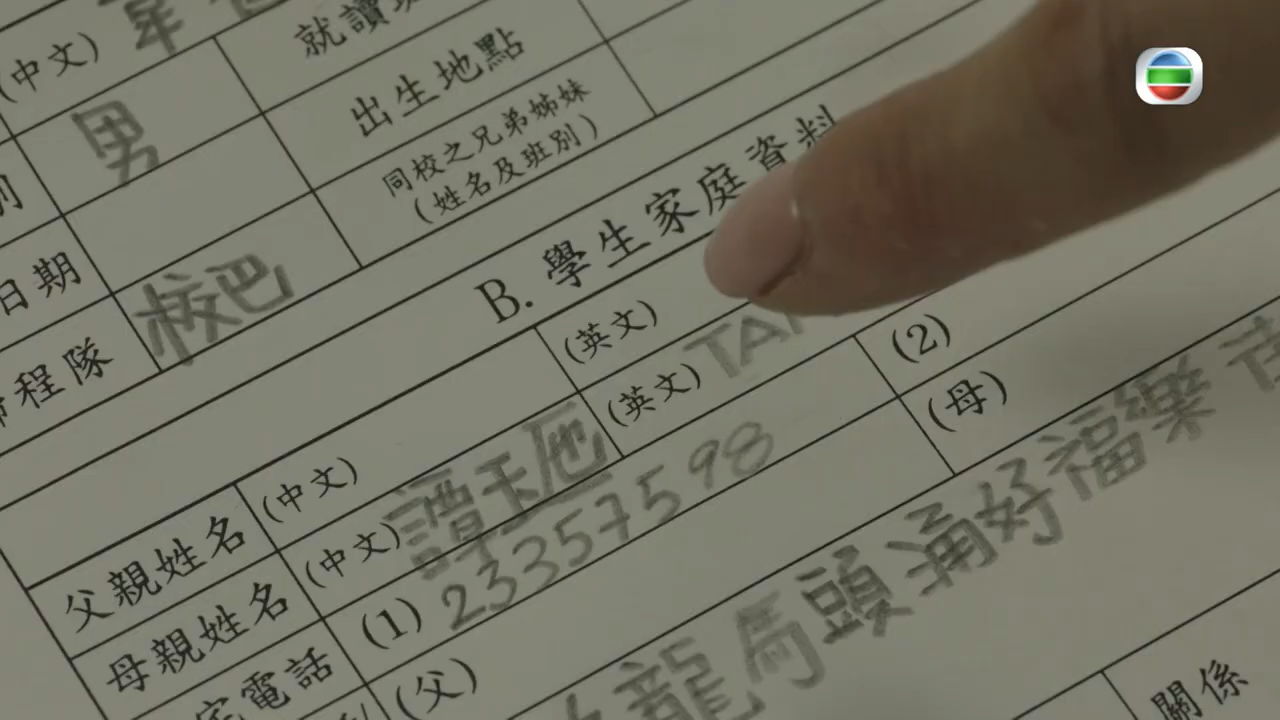 (中文)
就讀
男
出生地點
別
同校之兄弟姊妹
(姓名及班別)
日期
校巴
程隊
B. 學生家庭資料
(英文)
父親姓名 (中文)
(英文) TAN
母親姓名 (中文) 譚玉
(2)
電話 (1) 23357598
(母)
(父) 龍馬頭涌好福樂
關係